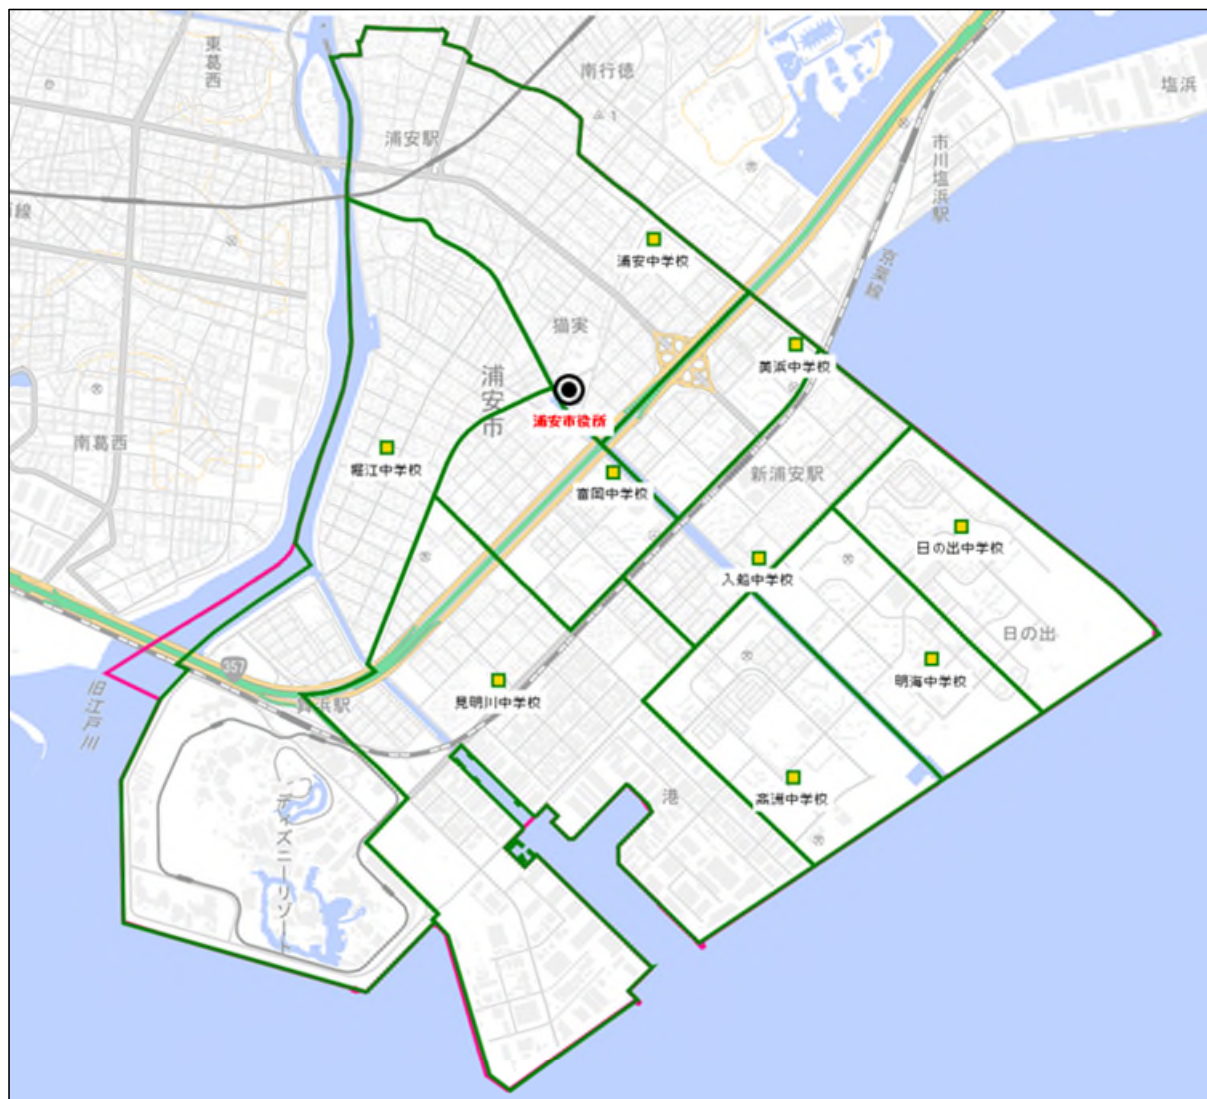 東葛西
南行徳
塩浜
浦安駅
市川塩浜駅
浦安中学校
京葉線
猫実
美浜中学校
浦安市
浦安市役所
南葛西
堀江中学校
富岡中学校
新浦安駅
日の出中学校
入船中学校
日の出
357
明海中学校
見明川中学校
舞浜駅
旧江戸川
高洲中学校
港
ディズニーリゾート